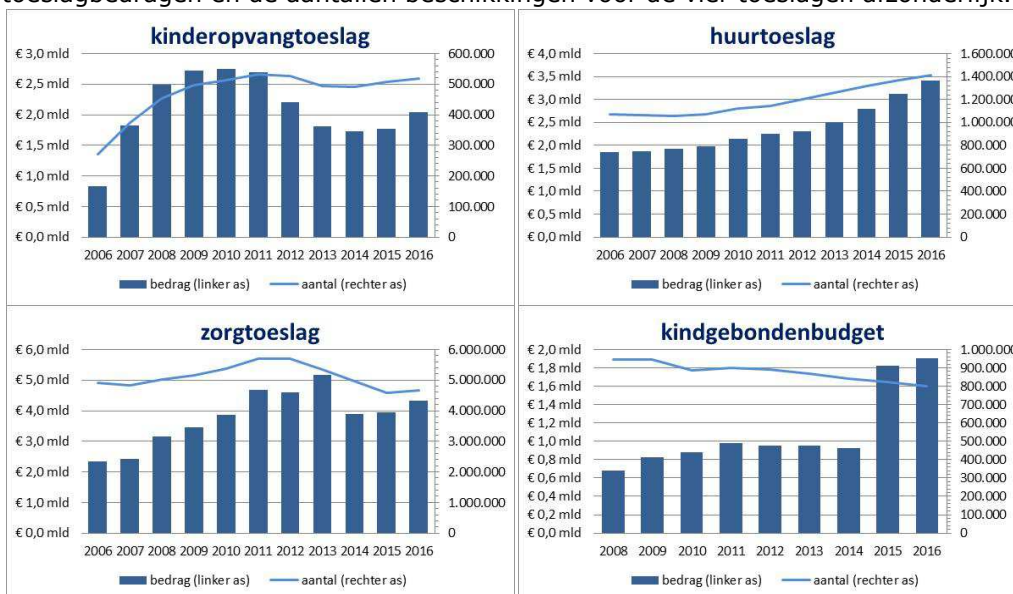 toeslagbedragen en de aantallen beschikkingen voor de vier toeslagen afzonderlijk.
kinderopvangtoeslag
€ 3,0 mld
€ 2,5 mld
€ 2,0 mld
€ 1,5 mld
€ 1,0 mld
€ 0,5 mld
€ 0,0 mld
600.000
500.000
400.000
300.000
200.000
100.000
0
2006 2007 2008 2009 2010 2011 2012 2013 2014 2015 2016
bedrag (linker as) aantal (rechter as)
huurtoeslag
€ 4,0 mld
€ 3,5 mld
€ 3,0 mld
€ 2,5 mld
€ 2,0 mld
€ 1,5 mld
€ 1,0 mld
€ 0,5 mld
€ 0,0 mld
1.600.000
1.400.000
1.200.000
1.000.000
800.000
600.000
400.000
200.000
0
2006 2007 2008 2009 2010 2011 2012 2013 2014 2015 2016
bedrag (linker as) aantal (rechter as)
zorgtoeslag
€ 6,0 mld
€ 5,0 mld
€ 4,0 mld
€ 3,0 mld
€ 2,0 mld
€ 1,0 mld
€ 0,0 mld
6.000.000
5.000.000
4.000.000
3.000.000
2.000.000
1.000.000
0
2006 2007 2008 2009 2010 2011 2012 2013 2014 2015 2016
bedrag (linker as) aantal (rechter as)
kindgebondenbudget
€ 2,0 mld
€ 1,8 mld
€ 1,6 mld
€ 1,4 mld
€ 1,2 mld
€ 1,0 mld
€ 0,8 mld
€ 0,6 mld
€ 0,4 mld
€ 0,2 mld
€ 0,0 mld
1.000.000
900.000
800.000
700.000
600.000
500.000
400.000
300.000
200.000
100.000
0
2008 2009 2010 2011 2012 2013 2014 2015 2016
bedrag (linker as) aantal (rechter as)